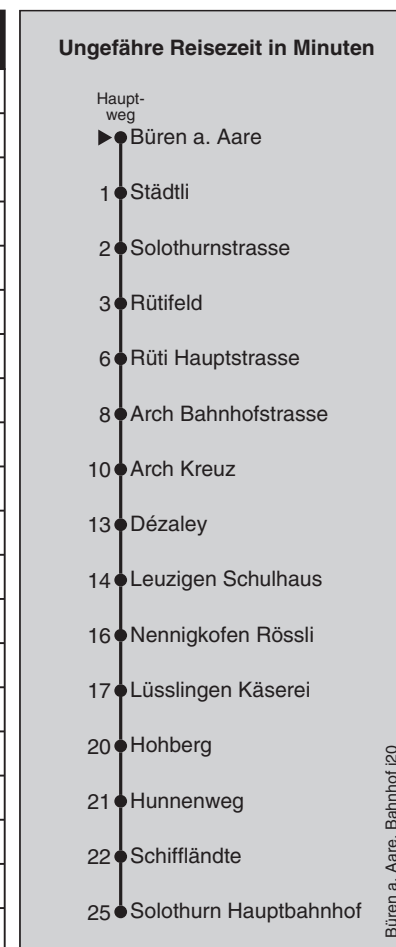 Ungefähre Reisezeit in Minuten
Haupt-
weg
Büren a. Aare
1 Städtli
2 Solothurnstrasse
3 Rütifeld
6 Rüti Hauptstrasse
8 Arch Bahnhofstrasse
10 Arch Kreuz
13 Dézaley
14 Leuzigen Schulhaus
16 Nennigkofen Rössli
17 Lüsslingen Käserei
20 Hohberg
21 Hunnenweg
22 Schiffländte
25 Solothurn Hauptbahnhof
Büren a. Aare, Bahnhof j20